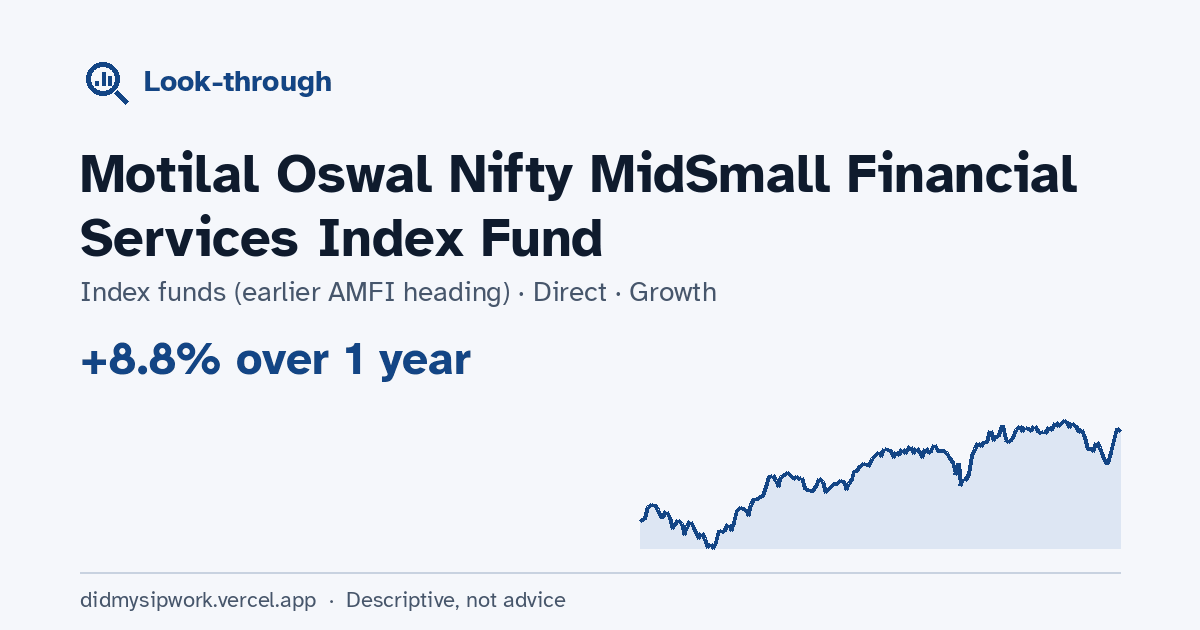 Look-through
Motilal Oswal Nifty MidSmall Financial
Services Index Fund
Index funds (earlier AMFI heading) · Direct · Growth
+8.8% over 1 year
didmysipwork.vercel.app · Descriptive, not advice